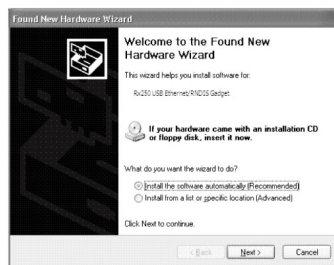 Found New Hardware Wizard
Welcome to the Found New
Hardware Wizard
This wizard helps you install software for:
Rx250 USB Ethernet/RNDIS Gadget
If your hardware came with an installation CD
or floppy disk, insert it now.
What do you want the wizard to do?
Install the software automatically (Recommended)
Install from a list or specific location (Advanced)
Click Next to continue.
< Back
Next >
Cancel